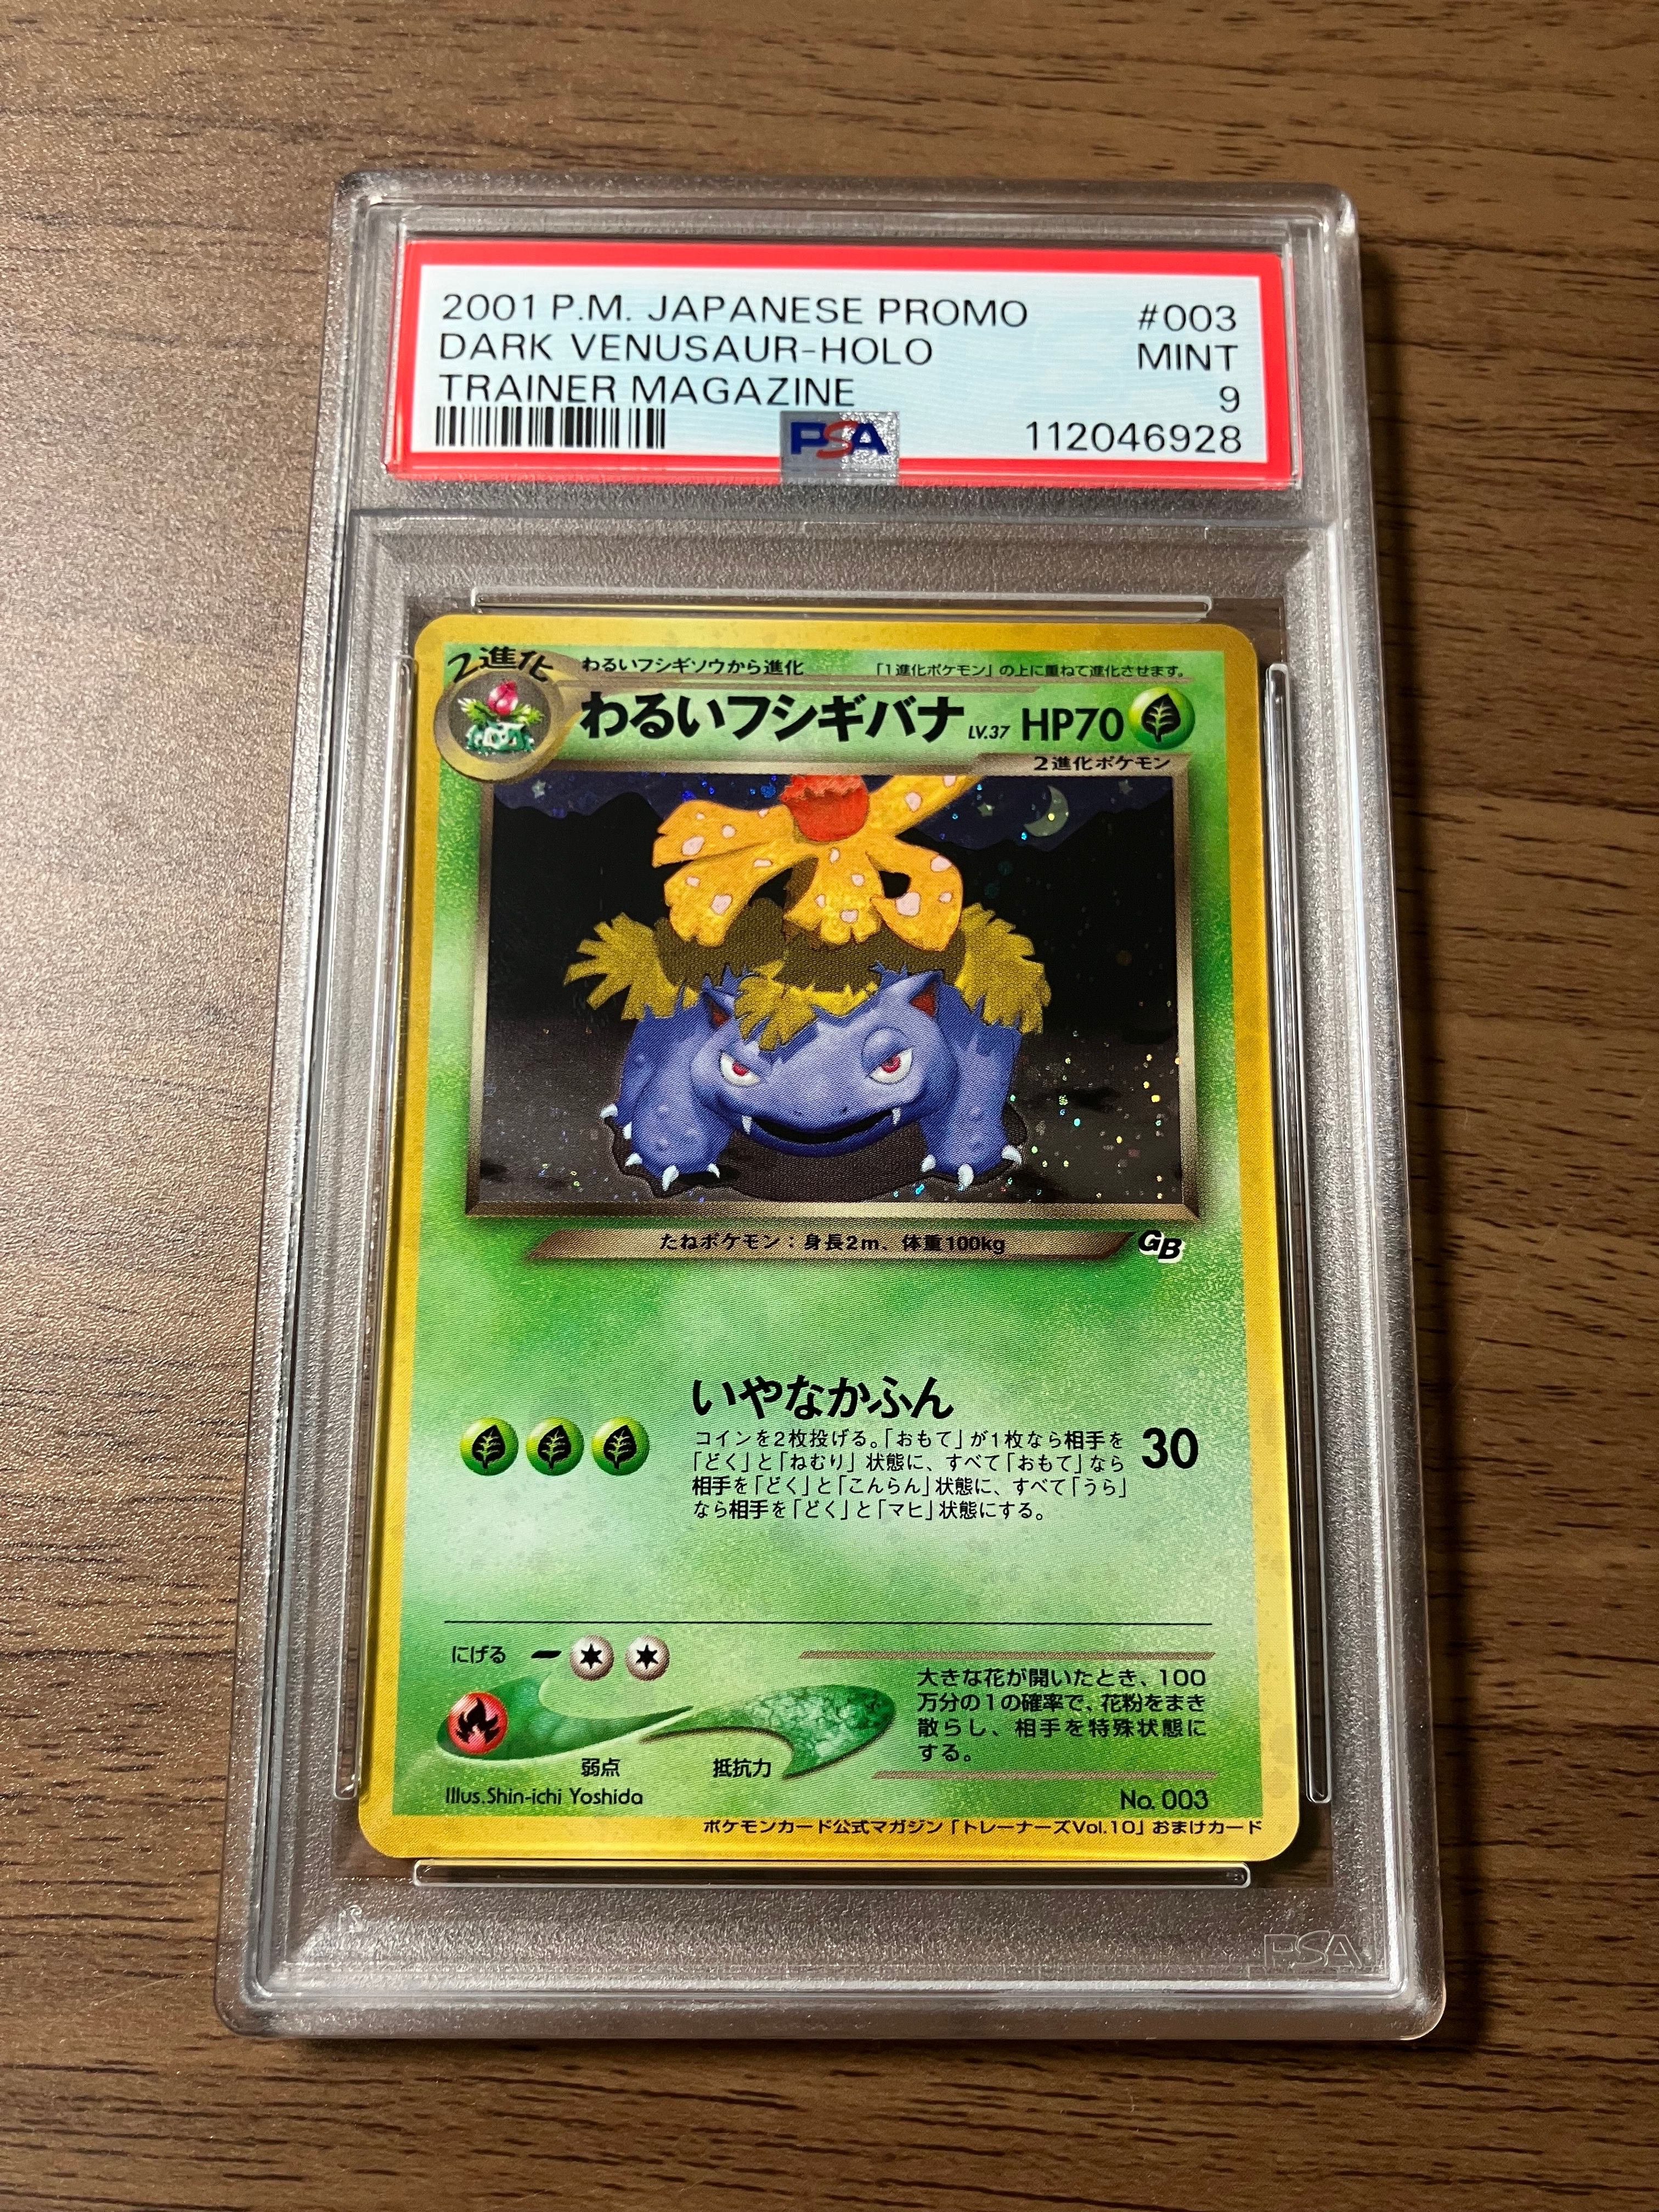 2001 P.M. JAPANESE PROMO #003
DARK VENUSAUR-HOLO MINT
TRAINER MAGAZINE 9
PSA 112046928
2進化 わるいフシギソウから進化 「1進化ポケモン」の上に重ねて進化させます。
わるいフシギバナ LV.37 HP70
2進化ポケモン
たねポケモン：身長2m、体重100kg
GB
いやなかふん
コインを2枚投げる。「おもて」が1枚なら相手を
「どく」と「ねむり」状態に、すべて「おもて」なら
相手を「どく」と「こんらん」状態に、すべて「うら」
なら相手を「どく」と「マヒ」状態にする。
30
にげる
弱点 抵抗力
大きな花が開いたとき、100
万分の1の確率で、花粉をまき
散らし、相手を特殊状態に
する。
Illus.Shin-ichi Yoshida No. 003
ポケモンカード公式マガジン「トレーナーズVol.10」おまけカード
PSA